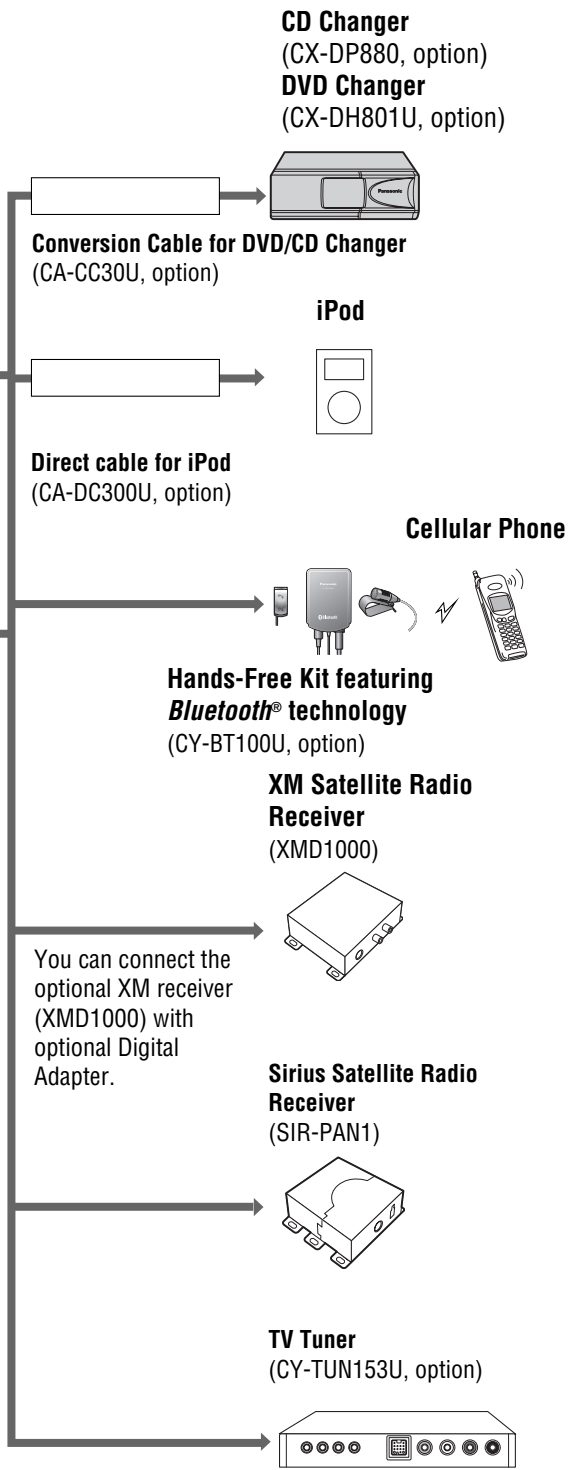 CD Changer
(CX-DP880, option)
DVD Changer
(CX-DH801U, option)
Panasonic
Conversion Cable for DVD/CD Changer
(CA-CC30U, option)
iPod
Direct cable for iPod
(CA-DC300U, option)
Cellular Phone
Panasonic
Bluetooth
Hands-Free Kit featuring
Bluetooth® technology
(CY-BT100U, option)
XM Satellite Radio
Receiver
(XMD1000)
You can connect the
optional XM receiver
(XMD1000) with
optional Digital
Adapter.
Sirius Satellite Radio
Receiver
(SIR-PAN1)
TV Tuner
(CY-TUN153U, option)